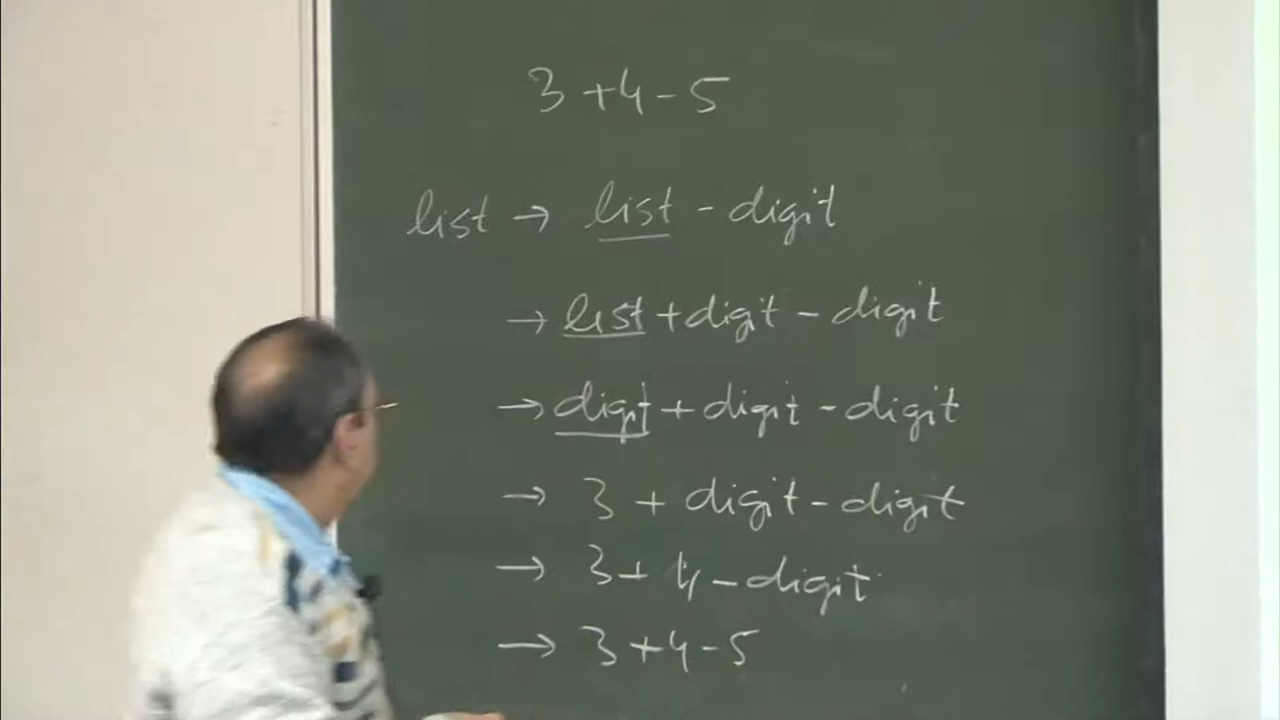 3 + 4 - 5
list → list - digit
→ list + digit - digit
→ digit + digit - digit
→ 3 + digit - digit
→ 3 + 4 - digit
→ 3 + 4 - 5